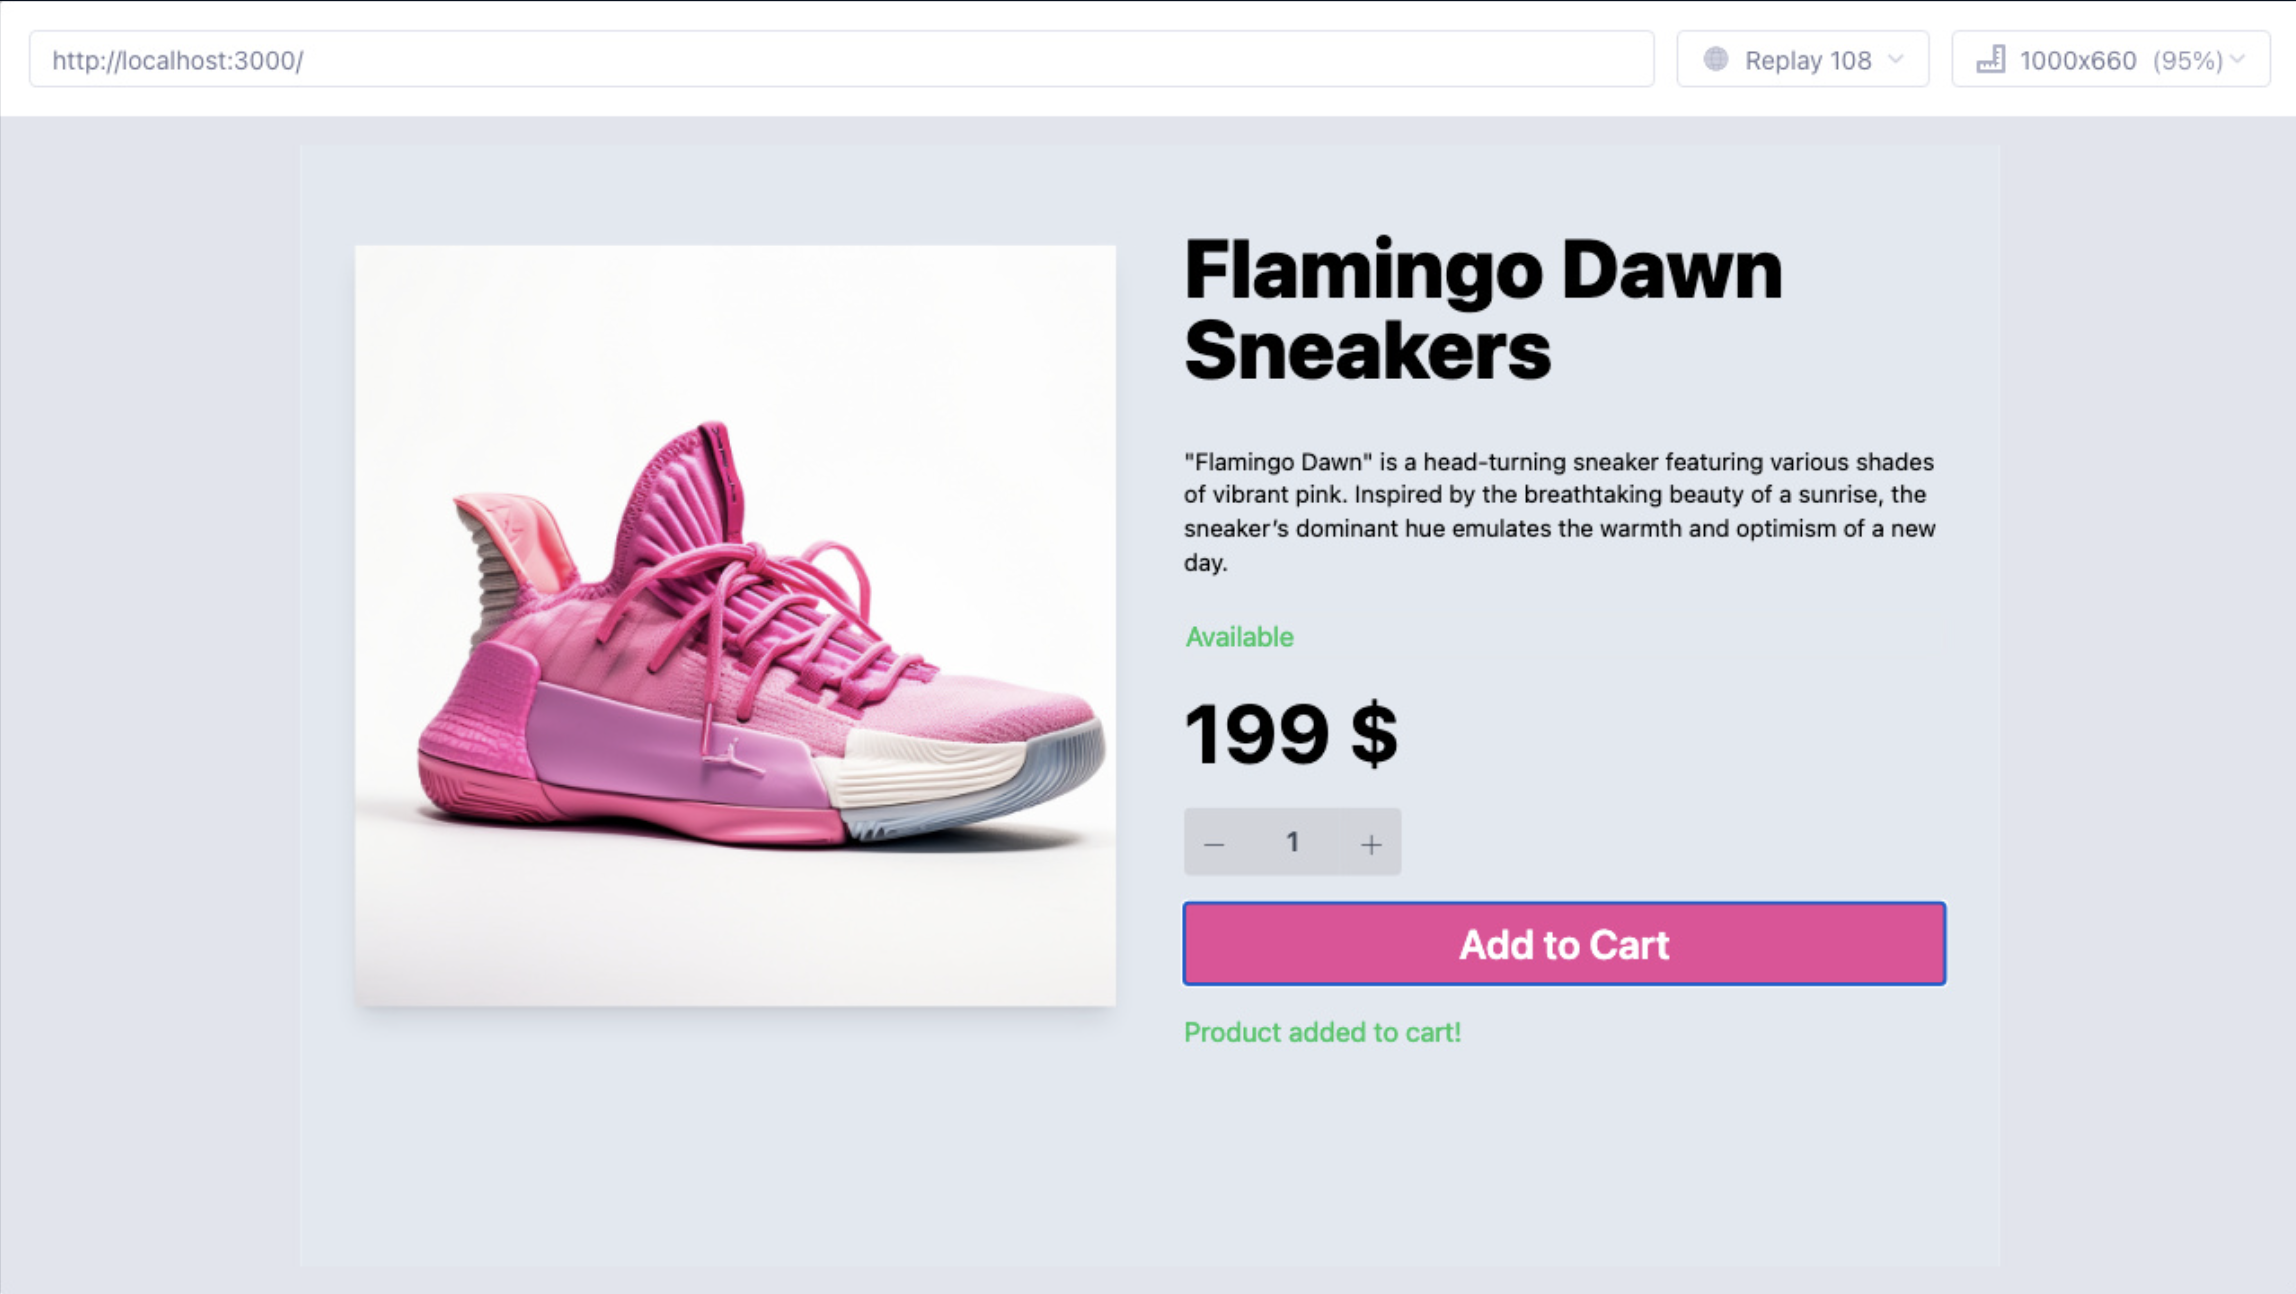 http://localhost:3000/
Replay 108
1000x660 (95%)
Flamingo Dawn
Sneakers
"Flamingo Dawn" is a head-turning sneaker featuring various shades
of vibrant pink. Inspired by the breathtaking beauty of a sunrise, the
sneaker’s dominant hue emulates the warmth and optimism of a new
day.
Available
199 $
− 1 +
Add to Cart
Product added to cart!